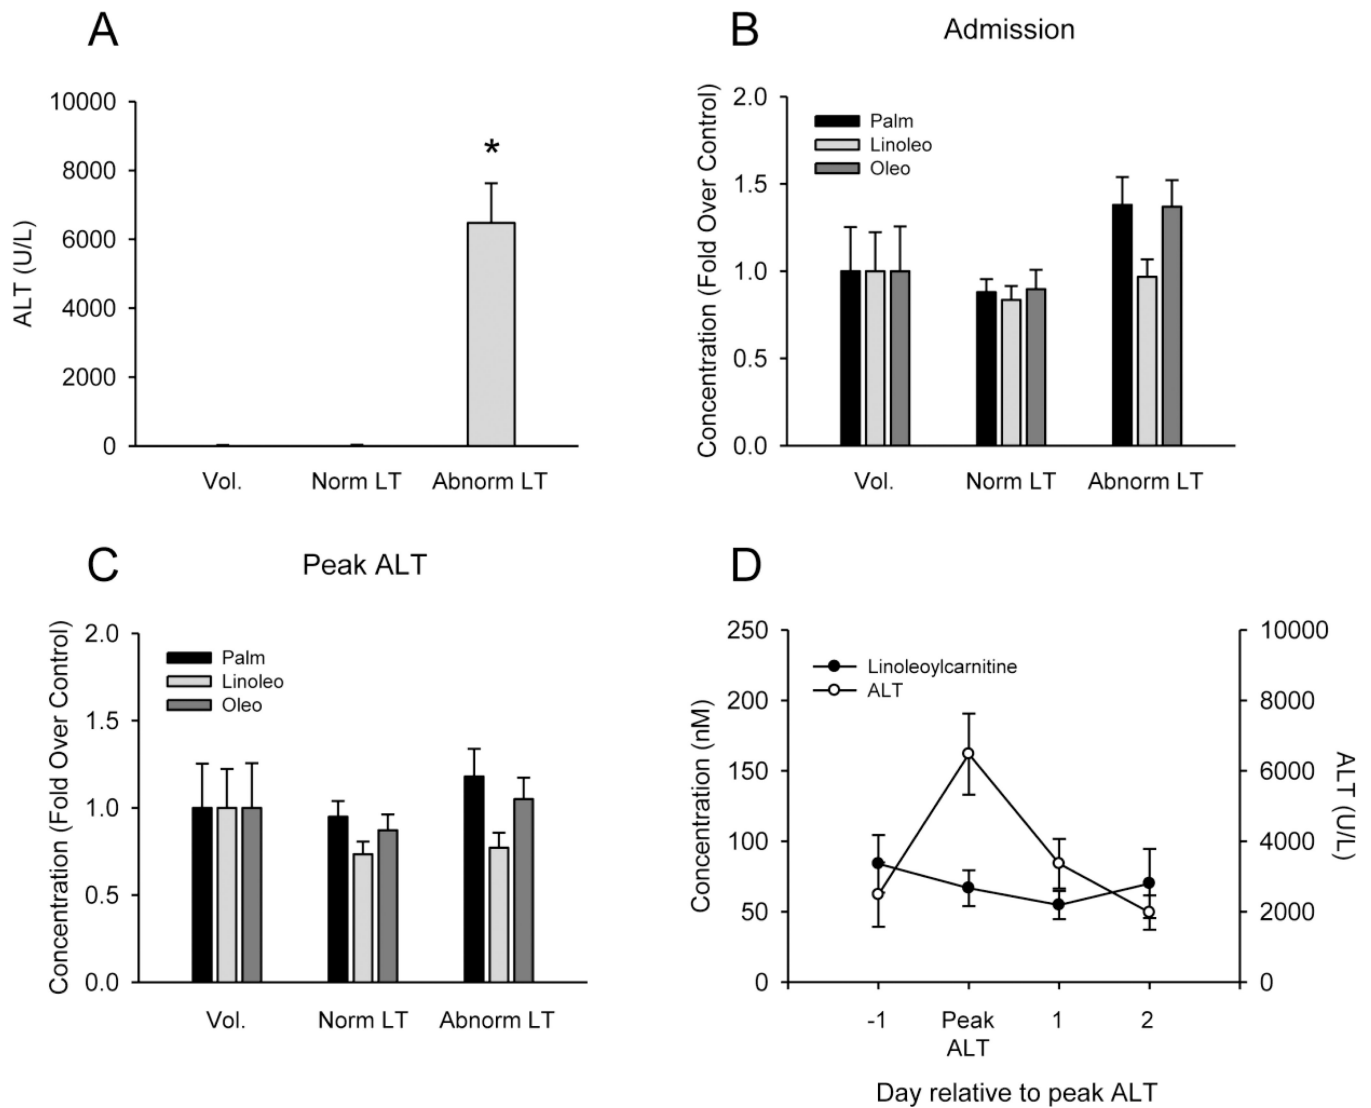 A
ALT (U/L)
10000
8000
6000
4000
2000
0
*
Vol.
Norm LT
Abnorm LT
B
Admission
Concentration (Fold Over Control)
2.0
1.5
1.0
0.5
0.0
Palm
Linoleo
Oleo
Vol.
Norm LT
Abnorm LT
C
Peak ALT
Concentration (Fold Over Control)
2.0
1.5
1.0
0.5
0.0
Palm
Linoleo
Oleo
Vol.
Norm LT
Abnorm LT
D
Concentration (nM)
250
200
150
100
50
0
Linoleoylcarnitine
ALT
10000
8000
6000
4000
2000
0
ALT (U/L)
-1
Peak
ALT
1
2
Day relative to peak ALT